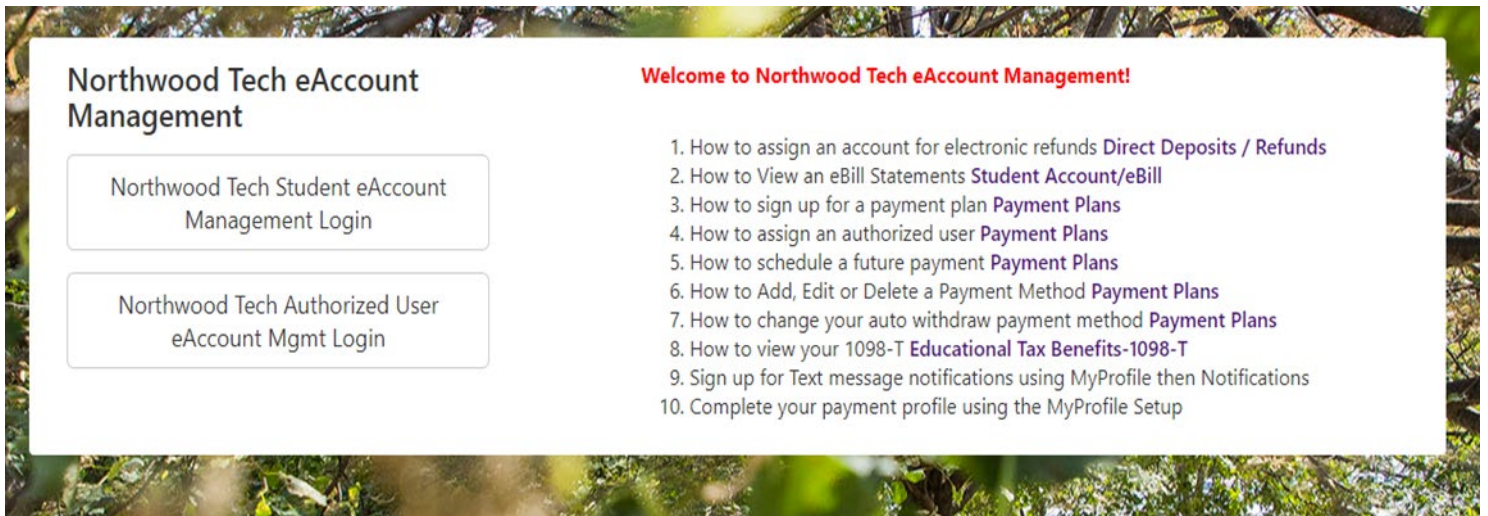 Northwood Tech eAccount
Management
Northwood Tech Student eAccount
Management Login
Northwood Tech Authorized User
eAccount Mgmt Login
Welcome to Northwood Tech eAccount Management!
1. How to assign an account for electronic refunds Direct Deposits / Refunds
2. How to View an eBill Statements Student Account/eBill
3. How to sign up for a payment plan Payment Plans
4. How to assign an authorized user Payment Plans
5. How to schedule a future payment Payment Plans
6. How to Add, Edit or Delete a Payment Method Payment Plans
7. How to change your auto withdraw payment method Payment Plans
8. How to view your 1098-T Educational Tax Benefits-1098-T
9. Sign up for Text message notifications using MyProfile then Notifications
10. Complete your payment profile using the MyProfile Setup